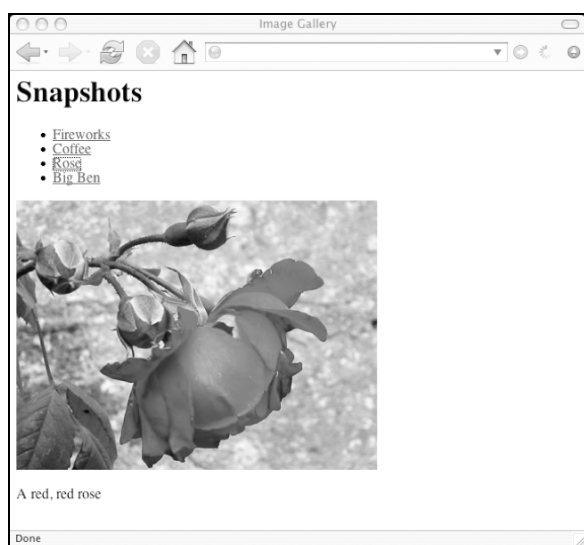 Image Gallery
Snapshots
Fireworks
Coffee
Rose
Big Ben
A red, red rose
Done